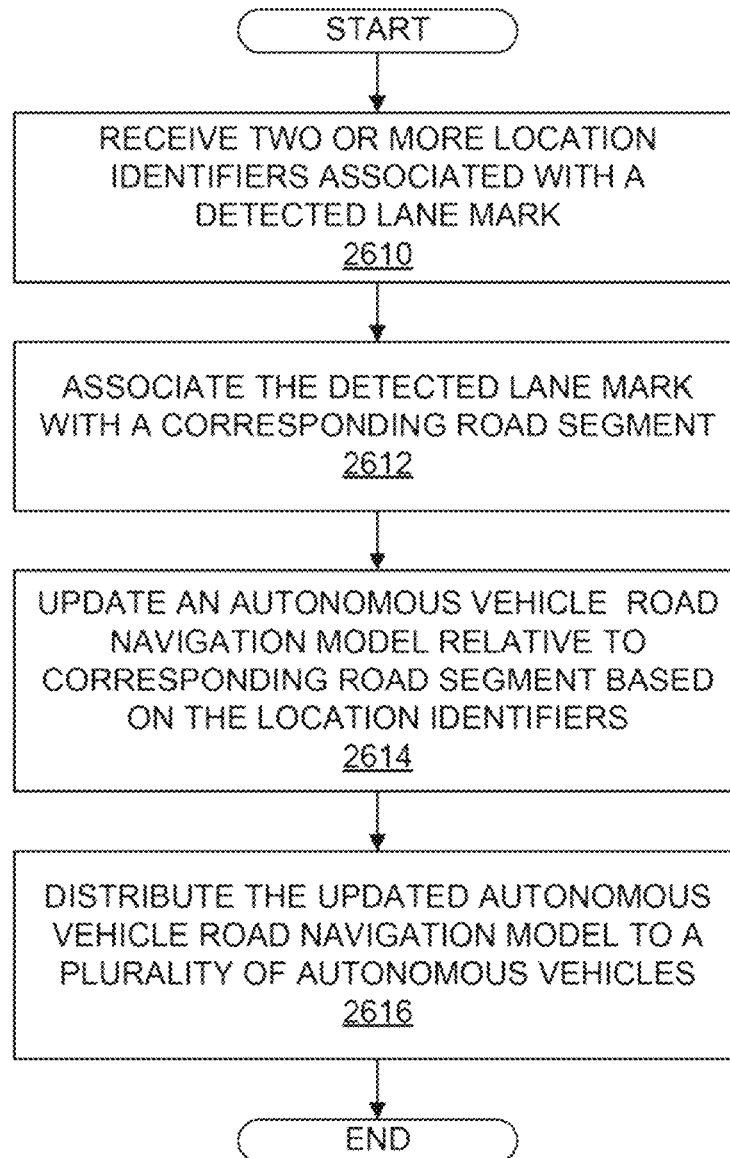 START
RECEIVE TWO OR MORE LOCATION
IDENTIFIERS ASSOCIATED WITH A
DETECTED LANE MARK
2610
ASSOCIATE THE DETECTED LANE MARK
WITH A CORRESPONDING ROAD SEGMENT
2612
UPDATE AN AUTONOMOUS VEHICLE ROAD
NAVIGATION MODEL RELATIVE TO
CORRESPONDING ROAD SEGMENT BASED
ON THE LOCATION IDENTIFIERS
2614
DISTRIBUTE THE UPDATED AUTONOMOUS
VEHICLE ROAD NAVIGATION MODEL TO A
PLURALITY OF AUTONOMOUS VEHICLES
2616
END